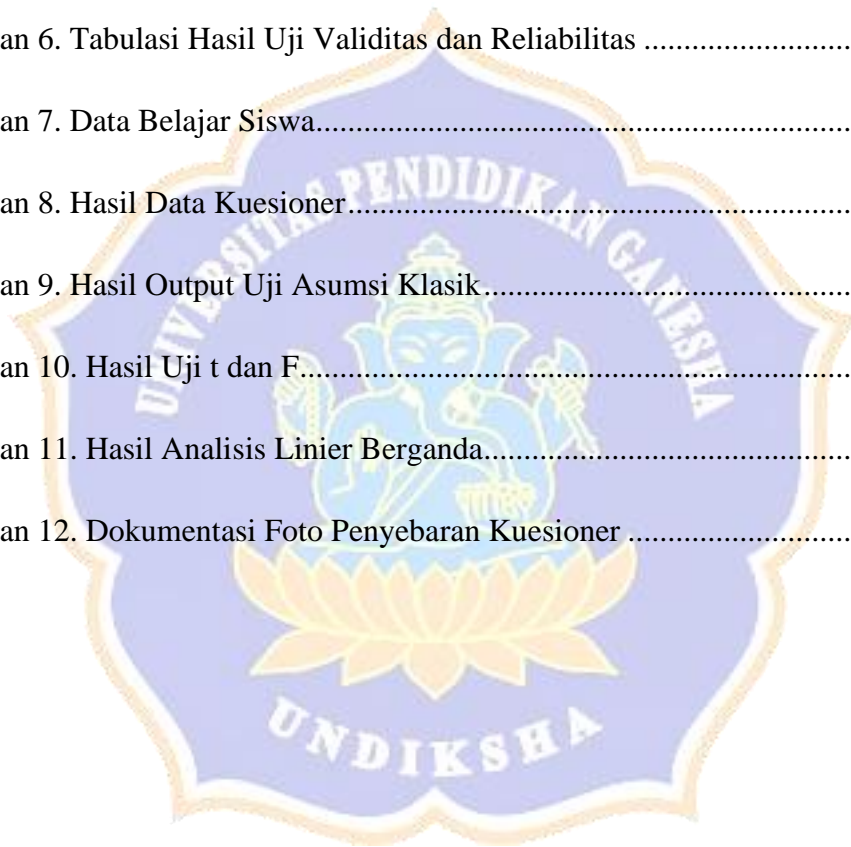 an 6. Tabulasi Hasil Uji Validitas dan Reliabilitas ..........................
an 7. Data Belajar Siswa...................................................................
an 8. Hasil Data Kuesioner...............................................................
an 9. Hasil Output Uji Asumsi Klasik..............................................
an 10. Hasil Uji t dan F.....................................................................
an 11. Hasil Analisis Linier Berganda..............................................
an 12. Dokumentasi Foto Penyebaran Kuesioner ............................
UNIVERSITAS PENDIDIKAN GANESHA
UNDIKSHA